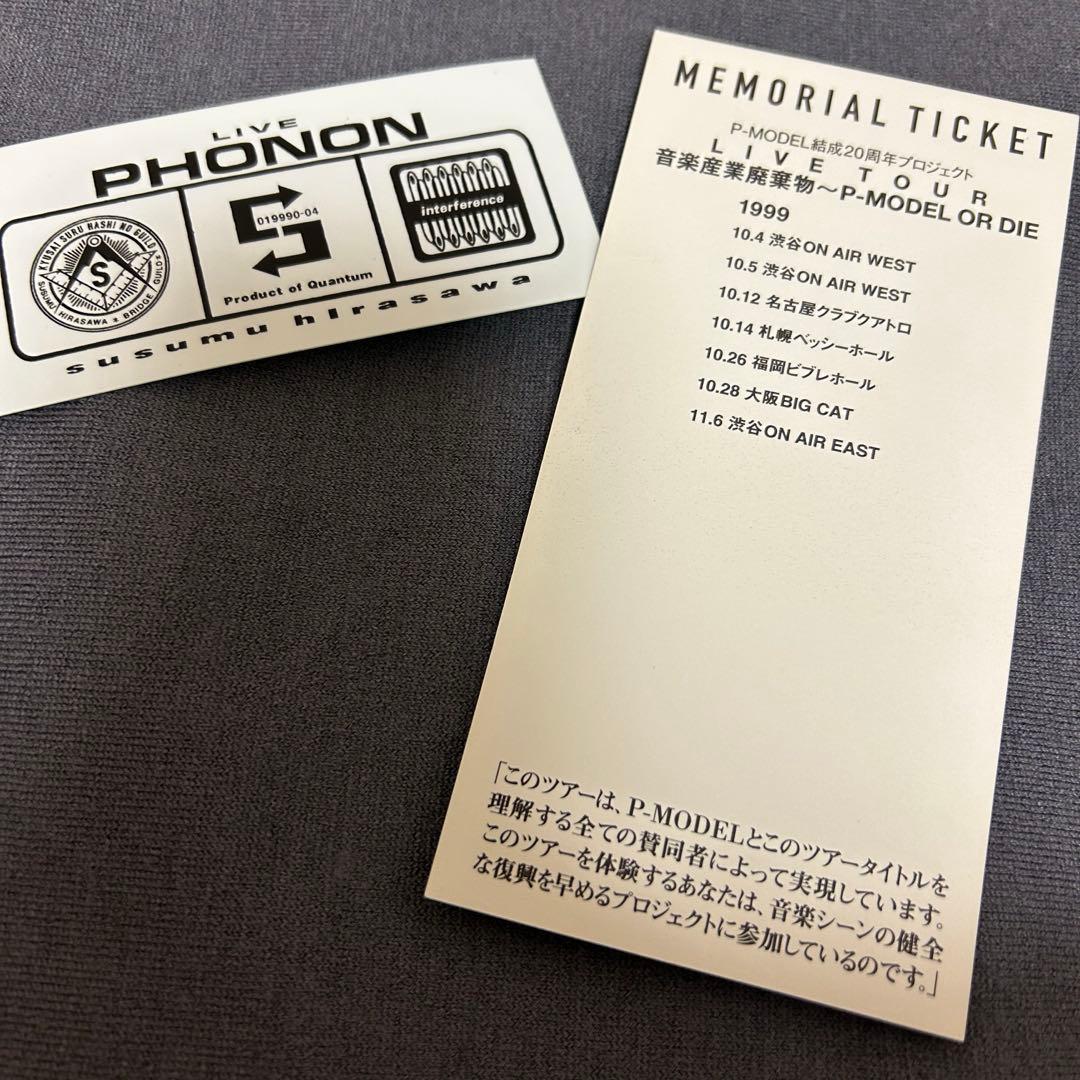 LIVE
PHONON
KYUSAI SURU HASHI NO GUILD
SUSUMU HIRASAWA * BRIDGE GUILD *
S
019990-04
Product of Quantum
interference
susumu hIrasawa
MEMORIAL TICKET
P-MODEL結成20周年プロジェクト
LIVE TOUR
音楽産業廃棄物～P-MODEL OR DIE
1999
10.4 渋谷ON AIR WEST
10.5 渋谷ON AIR WEST
10.12 名古屋クラブクアトロ
10.14 札幌ベッシーホール
10.26 福岡ビブレホール
10.28 大阪BIG CAT
11.6 渋谷ON AIR EAST
「このツアーは、P-MODELとこのツアータイトルを
理解する全ての賛同者によって実現しています。
このツアーを体験するあなたは、音楽シーンの健全
な復興を早めるプロジェクトに参加しているのです。」